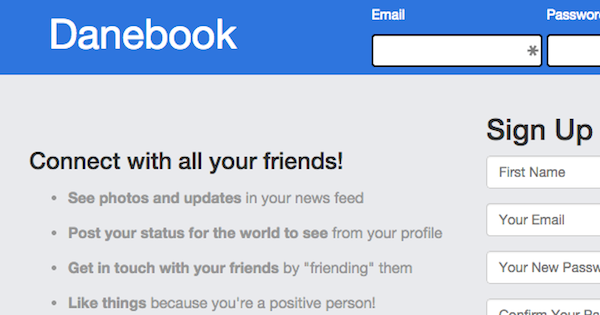 Danebook
Email
Password
*
Connect with all your friends!
• See photos and updates in your news feed
• Post your status for the world to see from your profile
• Get in touch with your friends by "friending" them
• Like things because you're a positive person!
Sign Up
First Name
Your Email
Your New Passw
Confirm Your Pa